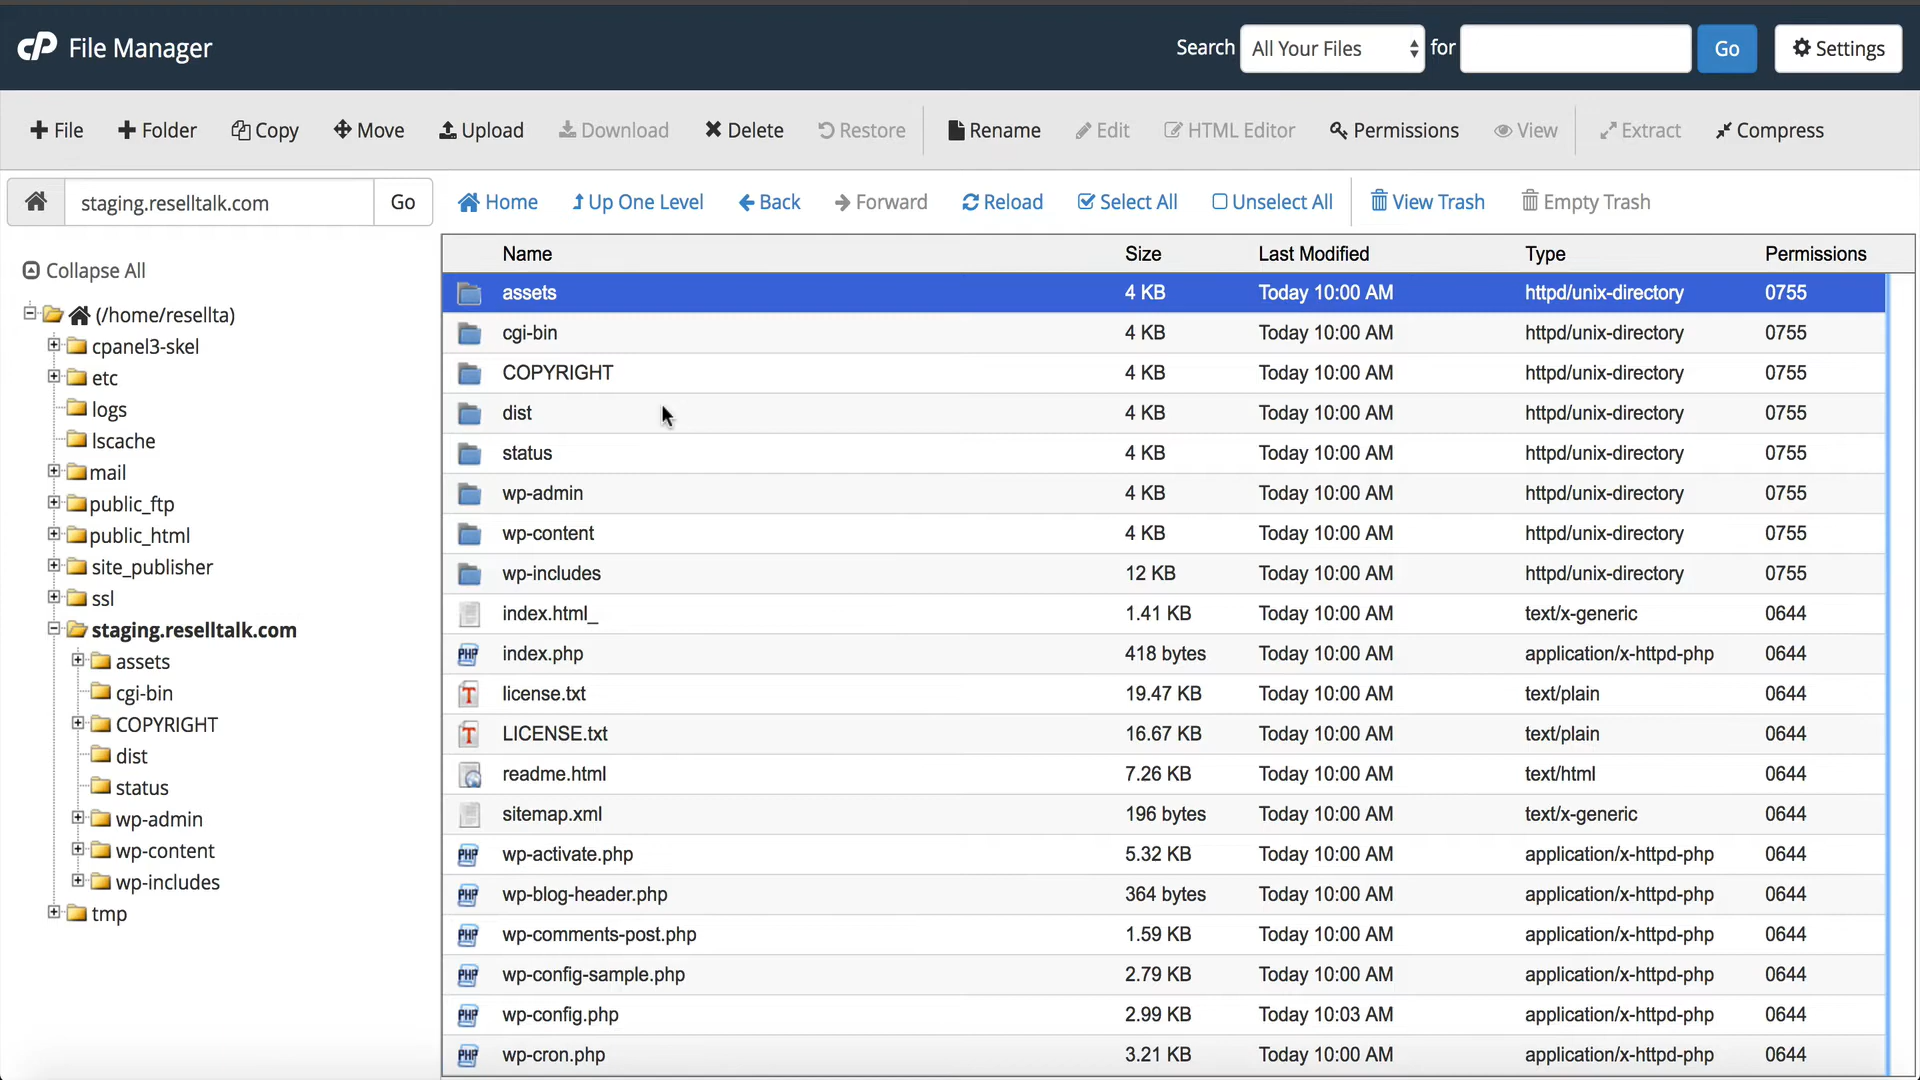 cP File Manager Search All Your Files for Go Settings
File Folder Copy Move Upload Download Delete Restore Rename Edit HTML Editor Permissions View Extract Compress
staging.reselltalk.com Go Home Up One Level Back Forward Reload Select All Unselect All View Trash Empty Trash
Collapse All
(/home/resellta)
cpanel3-skel
etc
logs
lscache
mail
public_ftp
public_html
site_publisher
ssl
staging.reselltalk.com
assets
cgi-bin
COPYRIGHT
dist
status
wp-admin
wp-content
wp-includes
tmp
Name Size Last Modified Type Permissions
assets 4 KB Today 10:00 AM httpd/unix-directory 0755
cgi-bin 4 KB Today 10:00 AM httpd/unix-directory 0755
COPYRIGHT 4 KB Today 10:00 AM httpd/unix-directory 0755
dist 4 KB Today 10:00 AM httpd/unix-directory 0755
status 4 KB Today 10:00 AM httpd/unix-directory 0755
wp-admin 4 KB Today 10:00 AM httpd/unix-directory 0755
wp-content 4 KB Today 10:00 AM httpd/unix-directory 0755
wp-includes 12 KB Today 10:00 AM httpd/unix-directory 0755
index.html_ 1.41 KB Today 10:00 AM text/x-generic 0644
PHP index.php 418 bytes Today 10:00 AM application/x-httpd-php 0644
T license.txt 19.47 KB Today 10:00 AM text/plain 0644
T LICENSE.txt 16.67 KB Today 10:00 AM text/plain 0644
readme.html 7.26 KB Today 10:00 AM text/html 0644
sitemap.xml 196 bytes Today 10:00 AM text/x-generic 0644
PHP wp-activate.php 5.32 KB Today 10:00 AM application/x-httpd-php 0644
PHP wp-blog-header.php 364 bytes Today 10:00 AM application/x-httpd-php 0644
PHP wp-comments-post.php 1.59 KB Today 10:00 AM application/x-httpd-php 0644
PHP wp-config-sample.php 2.79 KB Today 10:00 AM application/x-httpd-php 0644
PHP wp-config.php 2.99 KB Today 10:03 AM application/x-httpd-php 0644
PHP wp-cron.php 3.21 KB Today 10:00 AM application/x-httpd-php 0644